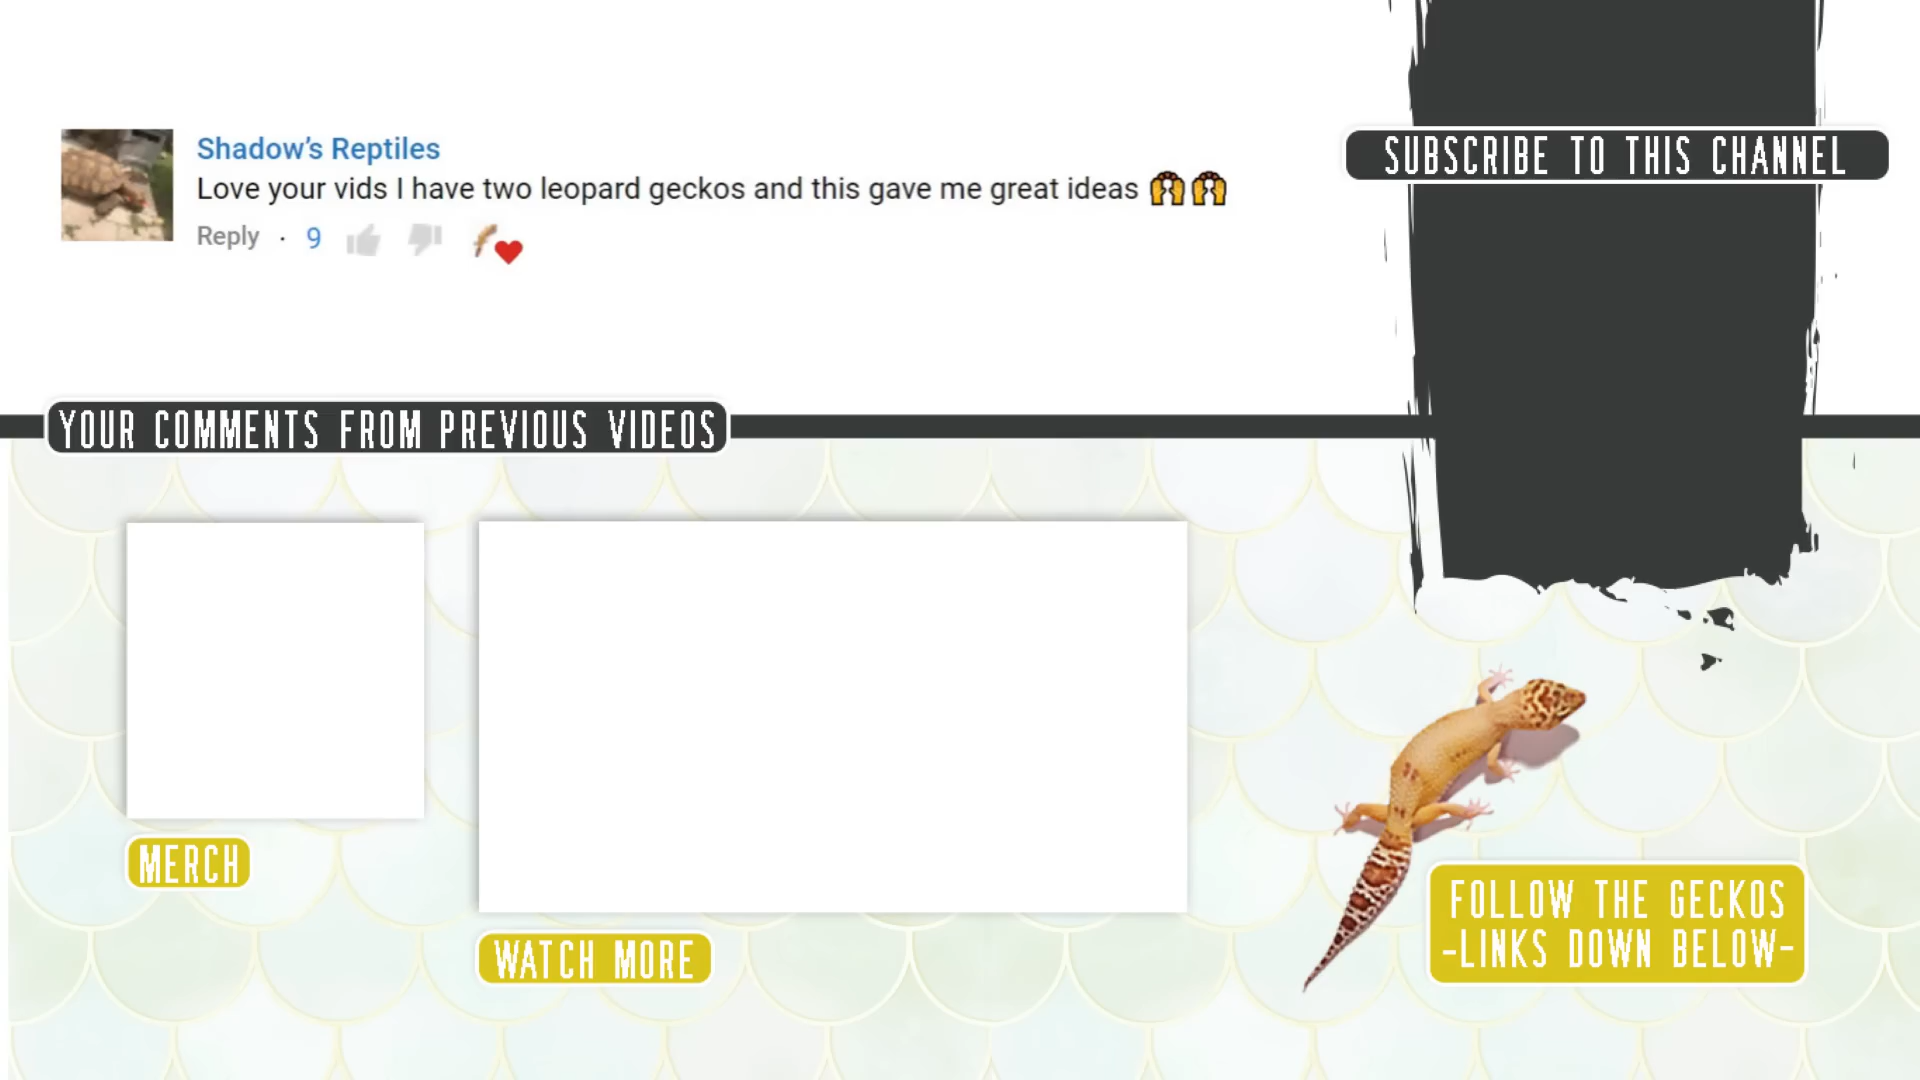 Shadow’s Reptiles
Love your vids I have two leopard geckos and this gave me great ideas 🙌🙌
Reply · 9
SUBSCRIBE TO THIS CHANNEL
YOUR COMMENTS FROM PREVIOUS VIDEOS
MERCH
WATCH MORE
FOLLOW THE GECKOS
-LINKS DOWN BELOW-